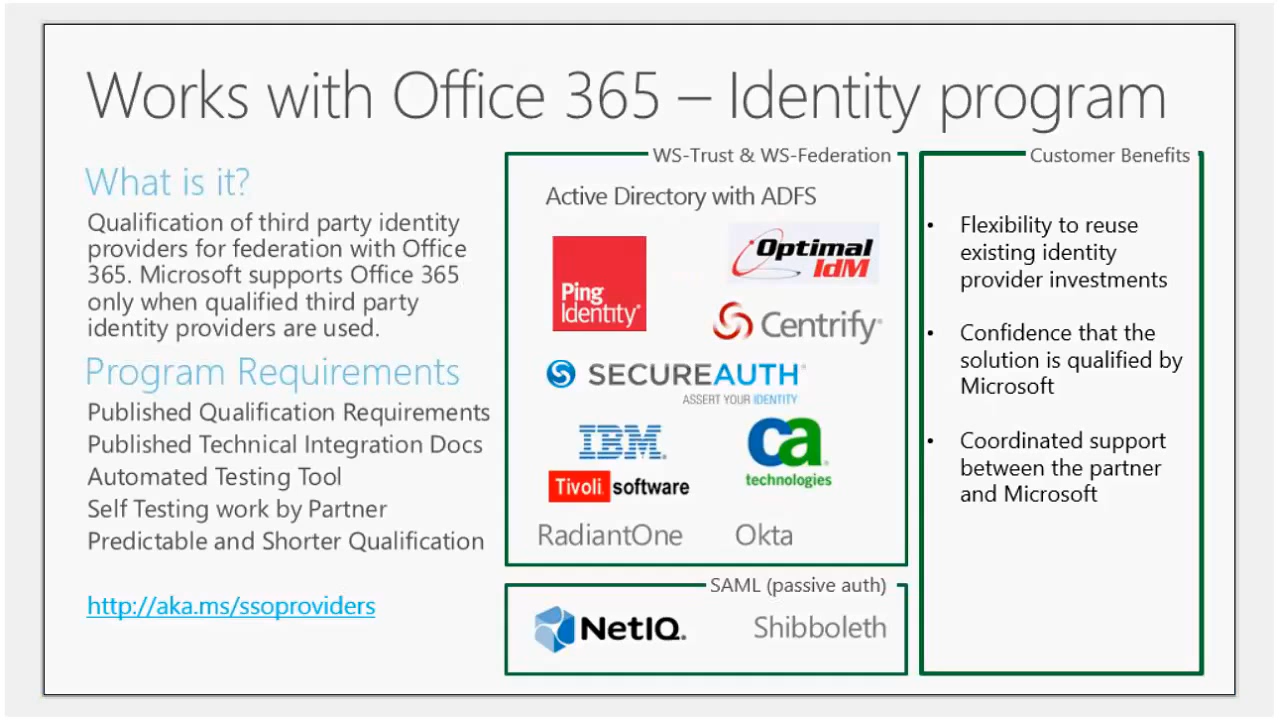 Works with Office 365 – Identity program
What is it?
Qualification of third party identity
providers for federation with Office
365. Microsoft supports Office 365
only when qualified third party
identity providers are used.
Program Requirements
Published Qualification Requirements
Published Technical Integration Docs
Automated Testing Tool
Self Testing work by Partner
Predictable and Shorter Qualification
http://aka.ms/ssoproviders
WS-Trust & WS-Federation
Active Directory with ADFS
Ping
Identity®
Optimal
IdM
Centrify®
SECUREAUTH®
ASSERT YOUR IDENTITY
IBM®
Tivoli software
ca®
technologies
RadiantOne
Okta
SAML (passive auth)
NetIQ®
Shibboleth
Customer Benefits
• Flexibility to reuse
existing identity
provider investments
• Confidence that the
solution is qualified by
Microsoft
• Coordinated support
between the partner
and Microsoft